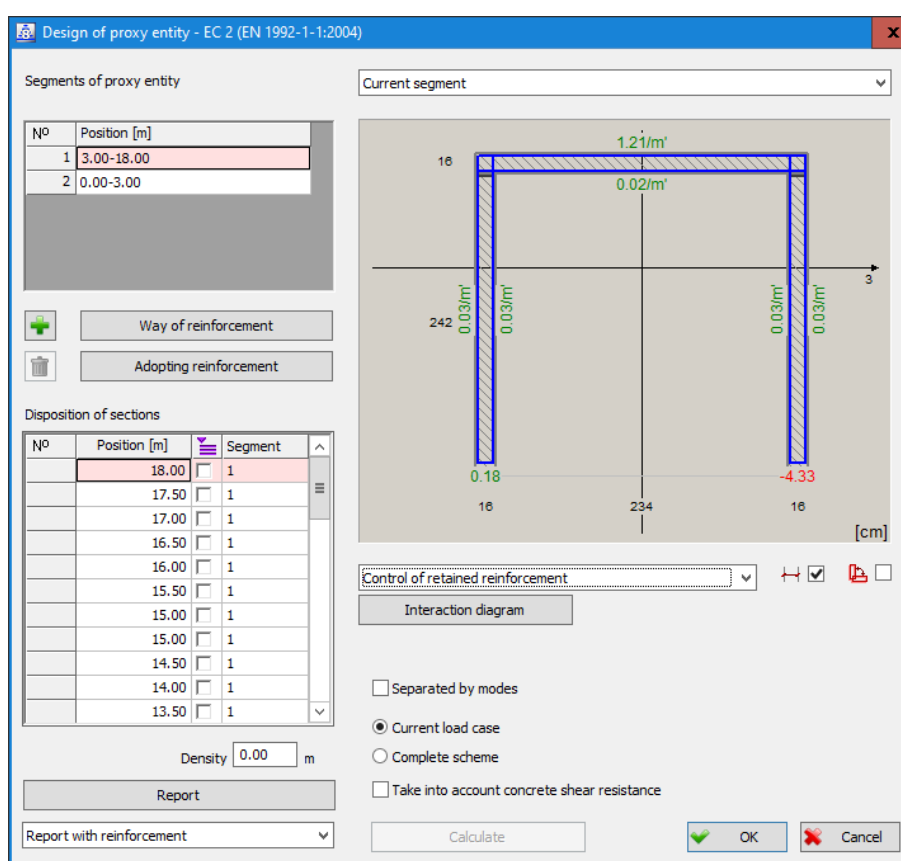 Design of proxy entity - EC 2 (EN 1992-1-1:2004)
x
Segments of proxy entity
Current segment
Nº Position [m]
1 3.00-18.00
2 0.00-3.00
Way of reinforcement
Adopting reinforcement
Disposition of sections
Nº Position [m] Segment
18.00 1
17.50 1
17.00 1
16.50 1
16.00 1
15.50 1
15.00 1
15.00 1
14.50 1
14.00 1
13.50 1
Density 0.00 m
Report
Report with reinforcement
1.21/m'
16
0.02/m'
3
0.03/m' 0.03/m' 0.03/m' 0.03/m'
242
0.18 -4.33
16 234 16
[cm]
Control of retained reinforcement
Interaction diagram
Separated by modes
Current load case
Complete scheme
Take into account concrete shear resistance
Calculate OK Cancel